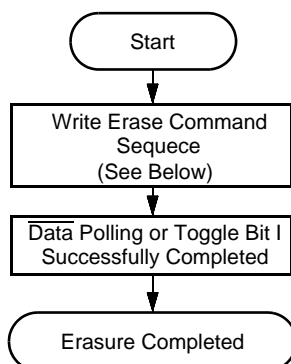 Start
Write Erase Command
Sequece
(See Below)
Data Polling or Toggle Bit I
Successfully Completed
Erasure Completed